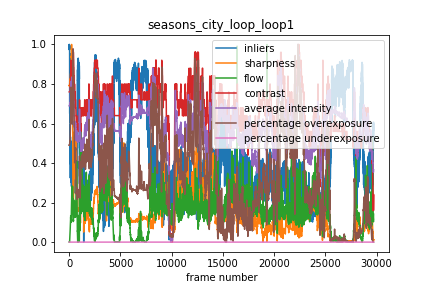 seasons_city_loop_loop1
1.0
0.8
0.6
0.4
0.2
0.0
inliers
sharpness
flow
contrast
average intensity
percentage overexposure
percentage underexposure
0 5000 10000 15000 20000 25000 30000
frame number